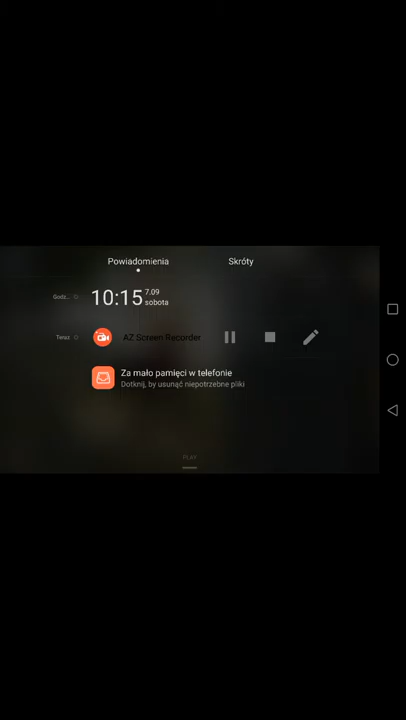 Powiadomienia Skróty
Godz..
10:15 7.09
sobota
Teraz AZ Screen Recorder
Za mało pamięci w telefonie
Dotknij, by usunąć niepotrzebne pliki
PLAY